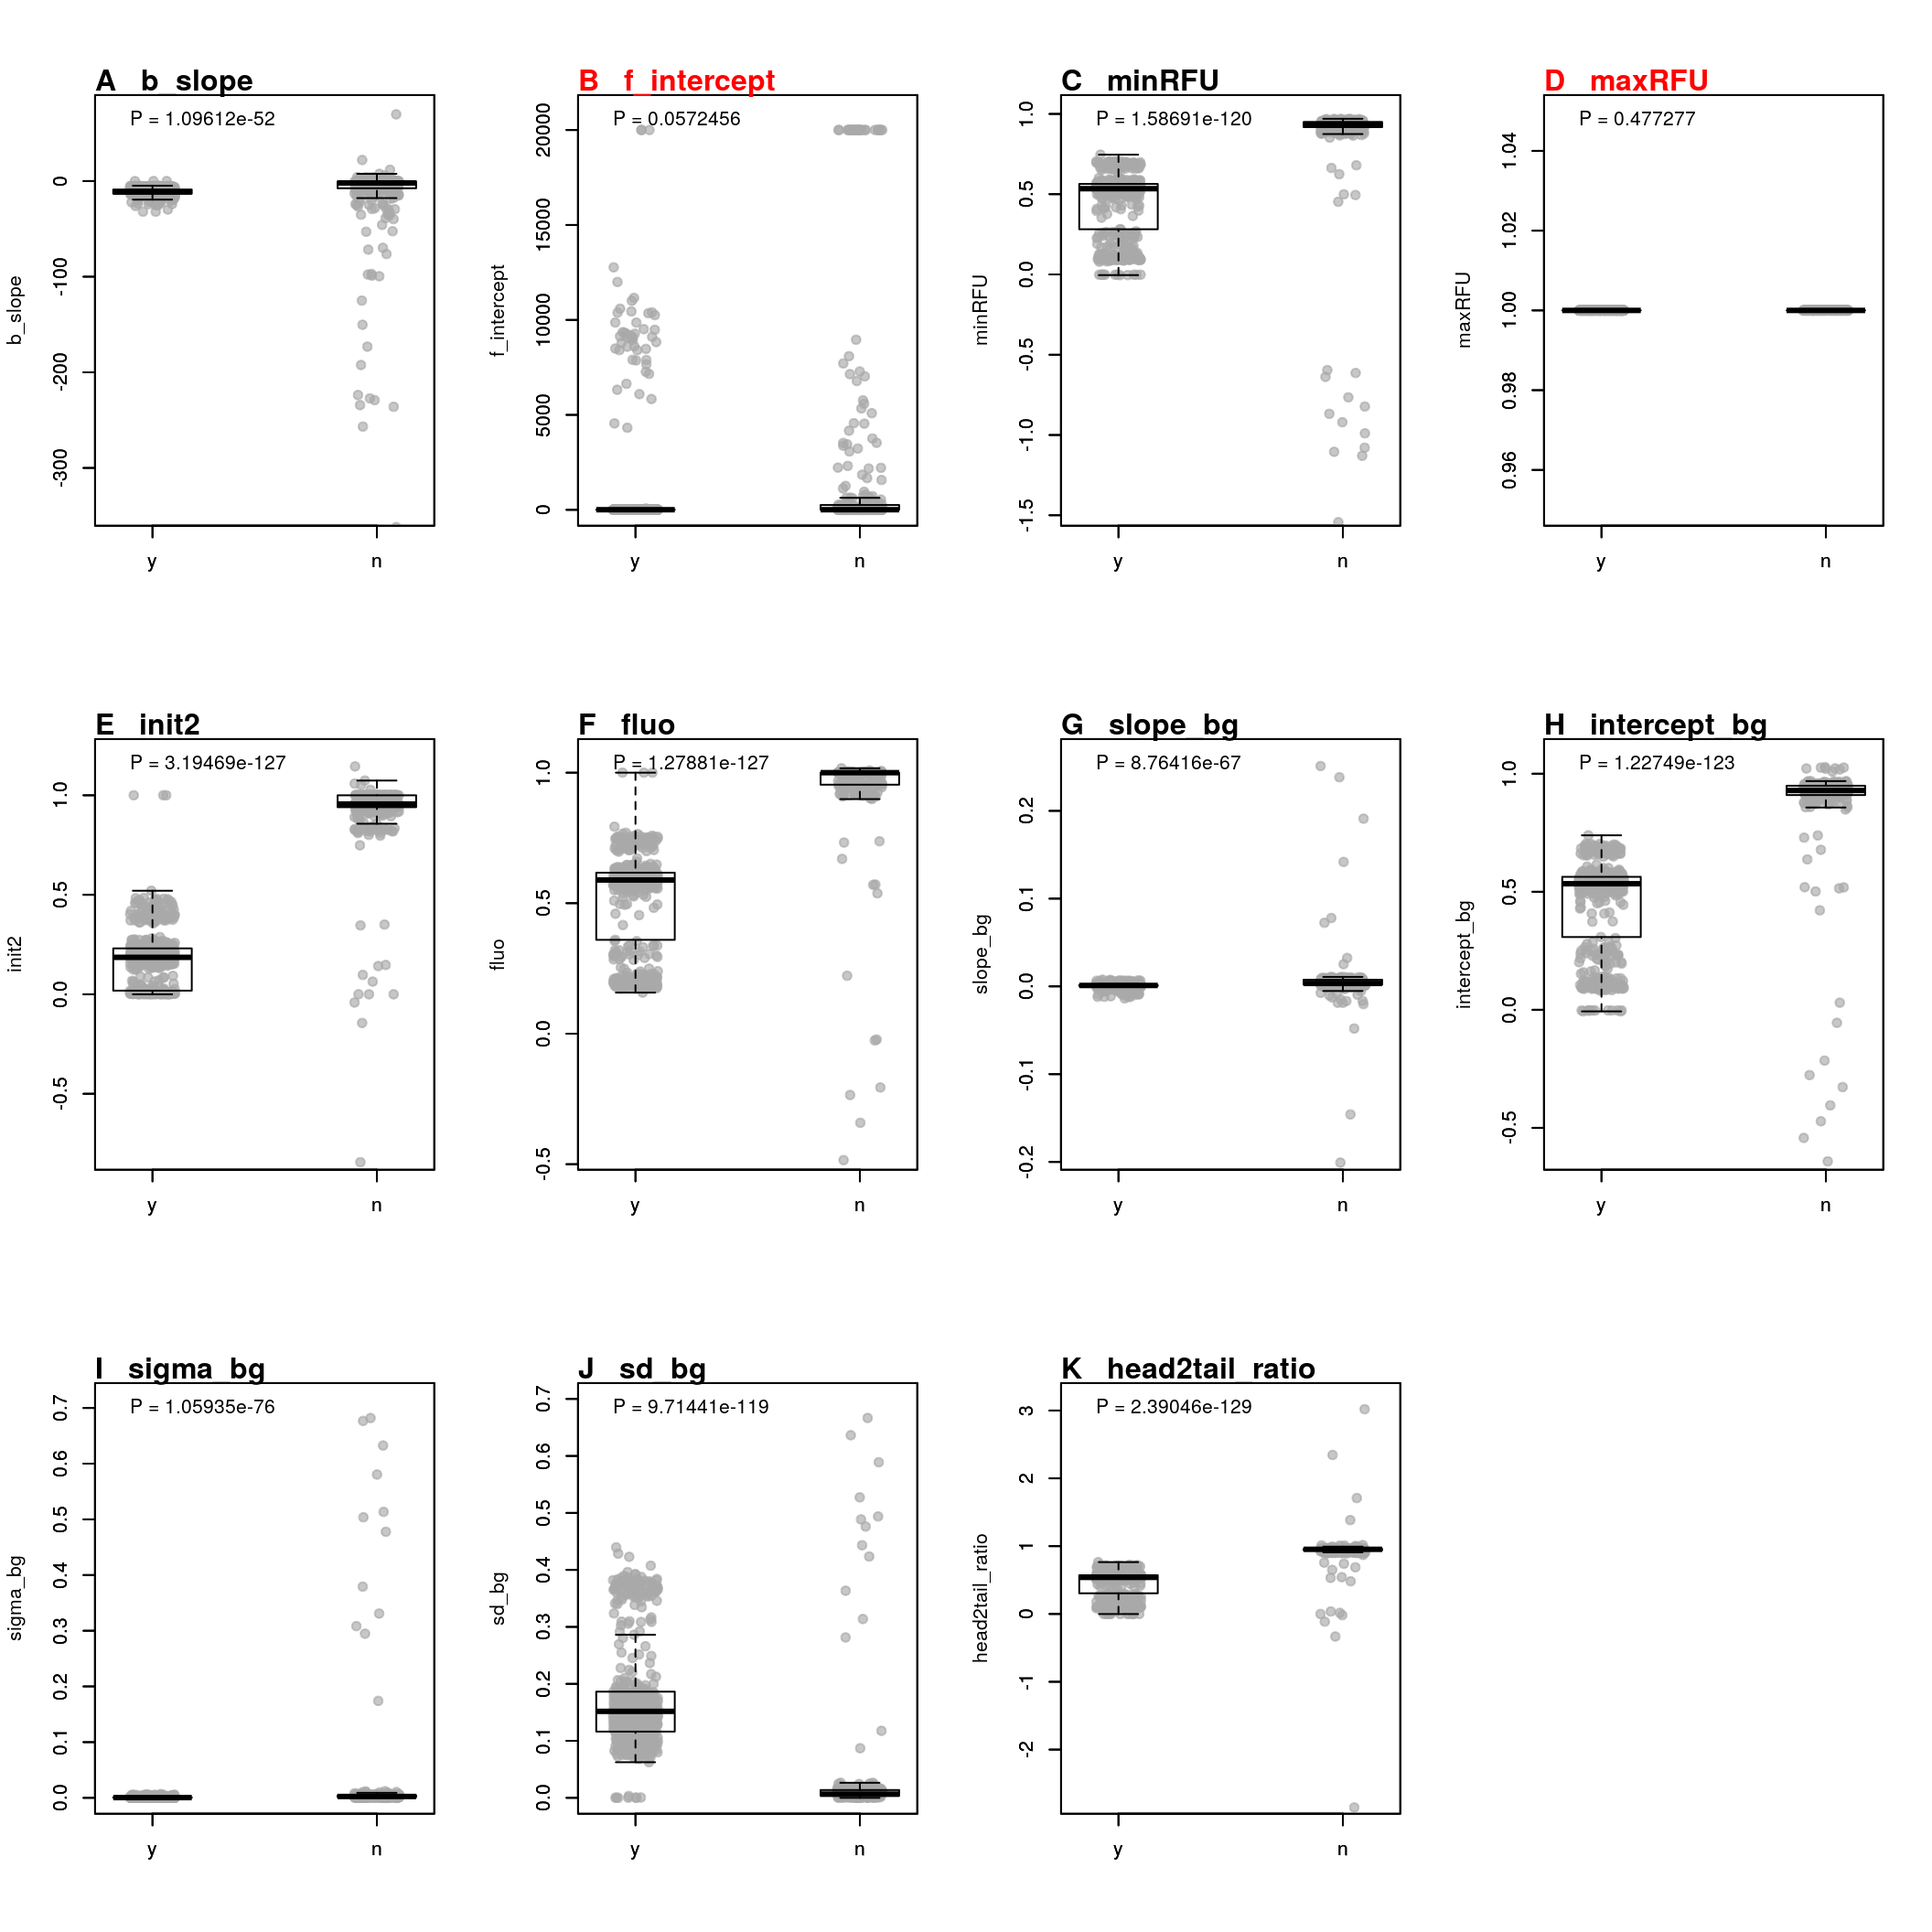 A b_slope
P = 1.09612e-52
b_slope
0
-100
-200
-300
y n
B f_intercept
P = 0.0572456
f_intercept
20000
15000
10000
5000
0
y n
C minRFU
P = 1.58691e-120
minRFU
1.0
0.5
0.0
-0.5
-1.0
-1.5
y n
D maxRFU
P = 0.477277
maxRFU
1.04
1.02
1.00
0.98
0.96
y n
E init2
P = 3.19469e-127
init2
1.0
0.5
0.0
-0.5
y n
F fluo
P = 1.27881e-127
fluo
1.0
0.5
0.0
-0.5
y n
G slope_bg
P = 8.76416e-67
slope_bg
0.2
0.1
0.0
-0.1
-0.2
y n
H intercept_bg
P = 1.22749e-123
intercept_bg
1.0
0.5
0.0
-0.5
y n
I sigma_bg
P = 1.05935e-76
sigma_bg
0.7
0.6
0.5
0.4
0.3
0.2
0.1
0.0
y n
J sd_bg
P = 9.71441e-119
sd_bg
0.7
0.6
0.5
0.4
0.3
0.2
0.1
0.0
y n
K head2tail_ratio
P = 2.39046e-129
head2tail_ratio
3
2
1
0
-1
-2
y n